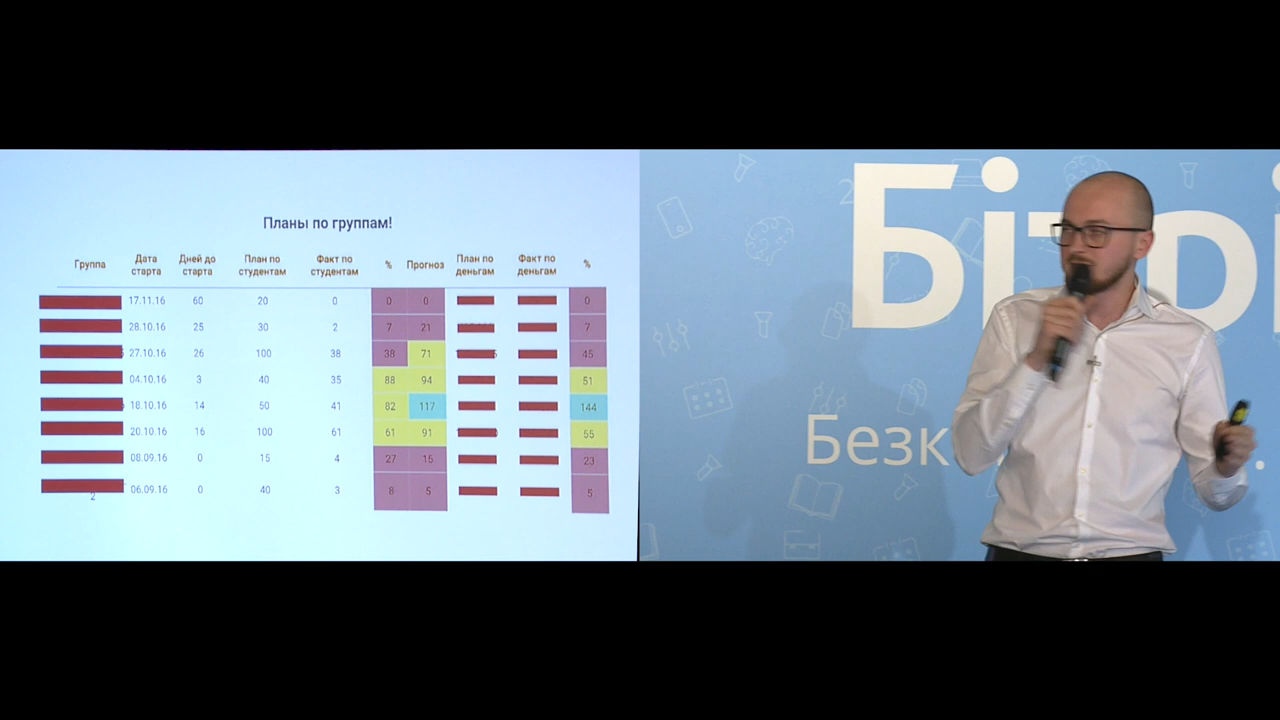 Планы по группам!
Группа Дата старта Дней до старта План по студентам Факт по студентам % Прогноз План по деньгам Факт по деньгам %
17.11.16 60 20 0 0 0 0
28.10.16 25 30 2 7 21 7
27.10.16 26 100 38 38 71 45
04.10.16 3 40 35 88 94 51
18.10.16 14 50 41 82 117 144
20.10.16 16 100 61 61 91 55
08.09.16 0 15 4 27 15 23
2 06.09.16 0 40 3 8 5 5
Біт
Безк